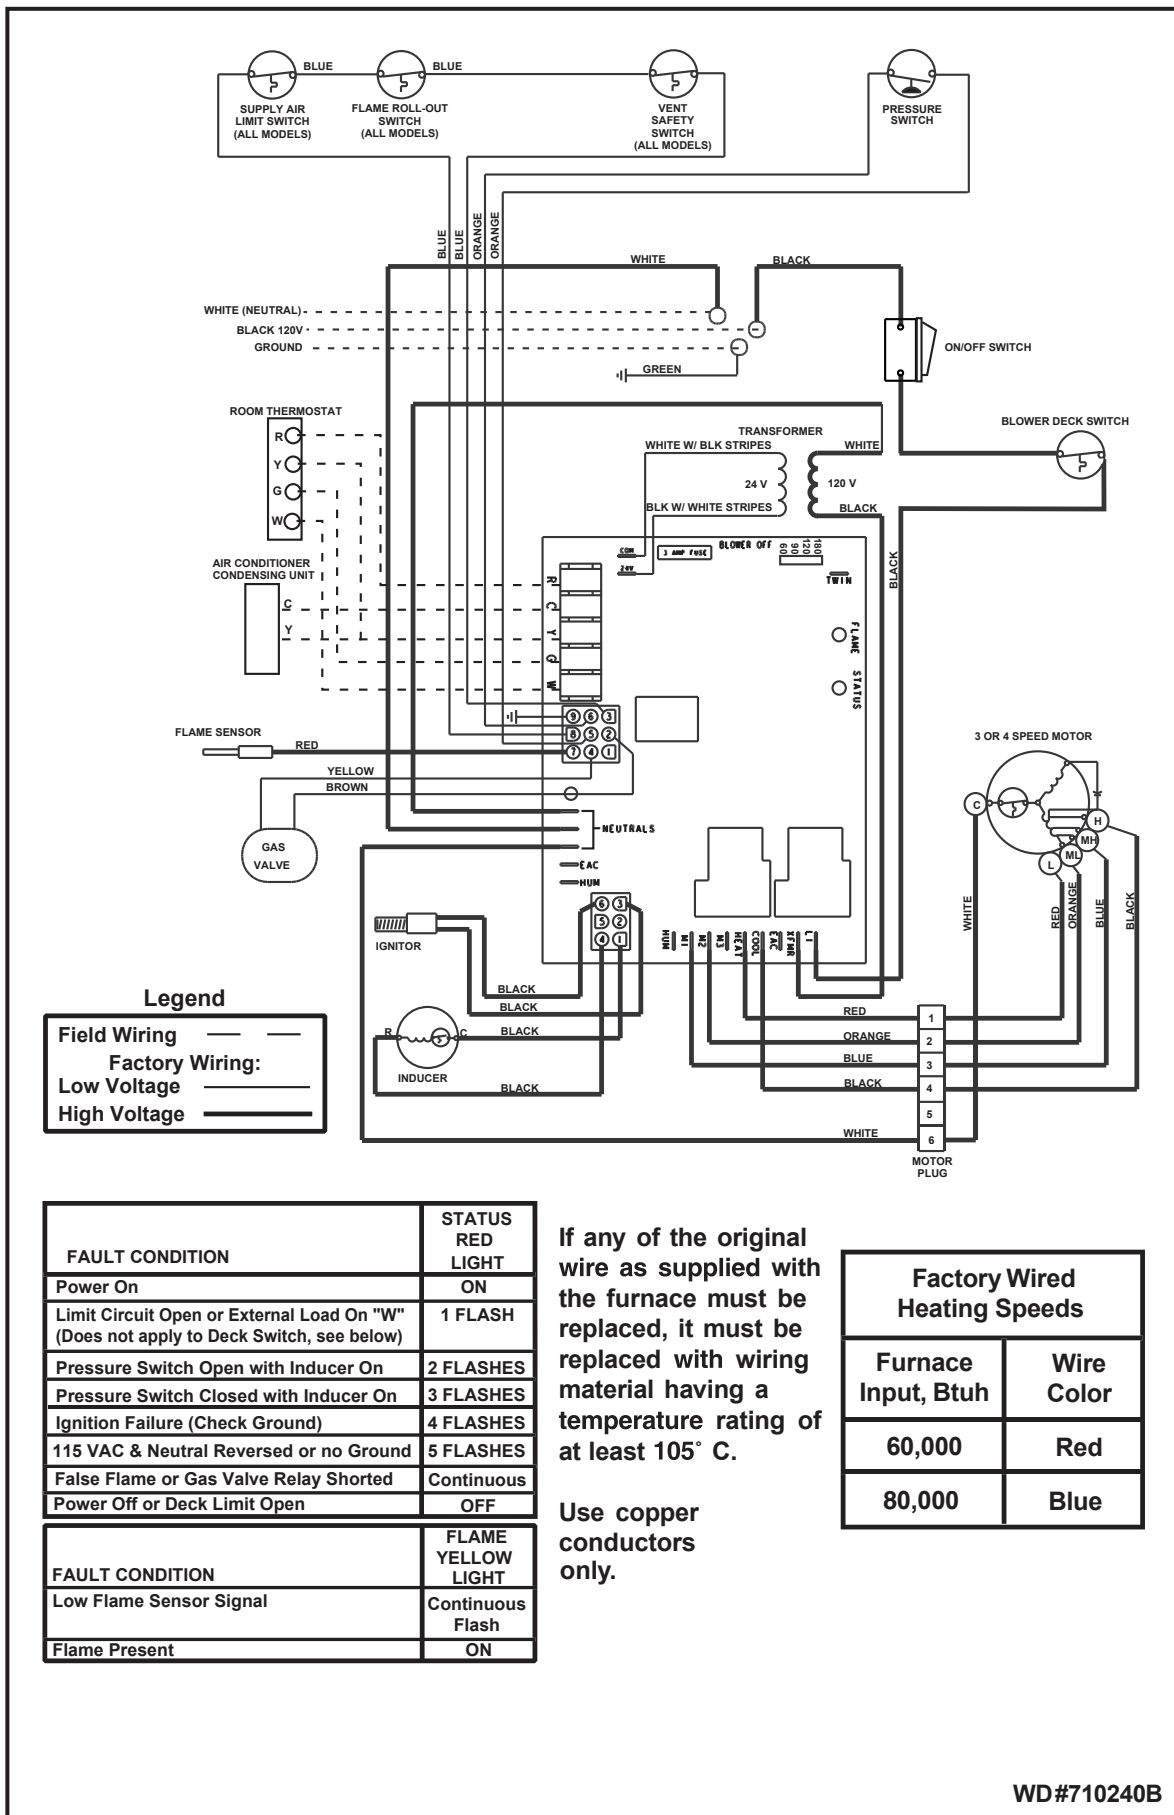 BLUE
BLUE
SUPPLY AIR
LIMIT SWITCH
(ALL MODELS)
FLAME ROLL-OUT
SWITCH
(ALL MODELS)
VENT
SAFETY
SWITCH
(ALL MODELS)
PRESSURE
SWITCH
BLUE
BLUE
ORANGE
ORANGE
WHITE
BLACK
WHITE (NEUTRAL)
BLACK 120V
GROUND
GREEN
ON/OFF SWITCH
ROOM THERMOSTAT
R
Y
G
W
BLOWER DECK SWITCH
TRANSFORMER
WHITE W/ BLK STRIPES
WHITE
24 V
120 V
BLK W/ WHITE STRIPES
BLACK
BLACK
AIR CONDITIONER
CONDENSING UNIT
C
Y
COM
24V
3 AMP FUSE
BLOWER OFF
60
90
120
180
TWIN
R
C
Y
G
W
FLAME
STATUS
9 6 3
8 5 2
7 4 1
FLAME SENSOR
RED
YELLOW
BROWN
GAS
VALVE
NEUTRALS
EAC
HUM
6 3
5 2
4 1
IGNITOR
HUM
M1
M2
M3
HEAT
COOL
EAC
XFMR
L1
3 OR 4 SPEED MOTOR
C
H
MH
ML
L
WHITE
RED
ORANGE
BLUE
BLACK
BLACK
BLACK
R
C
BLACK
INDUCER
BLACK
RED
1
ORANGE
2
BLUE
3
BLACK
4
5
WHITE
6
MOTOR
PLUG
Legend
Field Wiring
Factory Wiring:
Low Voltage
High Voltage
FAULT CONDITION
STATUS
RED
LIGHT
Power On
ON
Limit Circuit Open or External Load On "W"
(Does not apply to Deck Switch, see below)
1 FLASH
Pressure Switch Open with Inducer On
2 FLASHES
Pressure Switch Closed with Inducer On
3 FLASHES
Ignition Failure (Check Ground)
4 FLASHES
115 VAC & Neutral Reversed or no Ground
5 FLASHES
False Flame or Gas Valve Relay Shorted
Continuous
Power Off or Deck Limit Open
OFF
FAULT CONDITION
FLAME
YELLOW
LIGHT
Low Flame Sensor Signal
Continuous
Flash
Flame Present
ON
If any of the original
wire as supplied with
the furnace must be
replaced, it must be
replaced with wiring
material having a
temperature rating of
at least 105° C.
Use copper
conductors
only.
Factory Wired
Heating Speeds
Furnace
Input, Btuh
Wire
Color
60,000
Red
80,000
Blue
WD#710240B